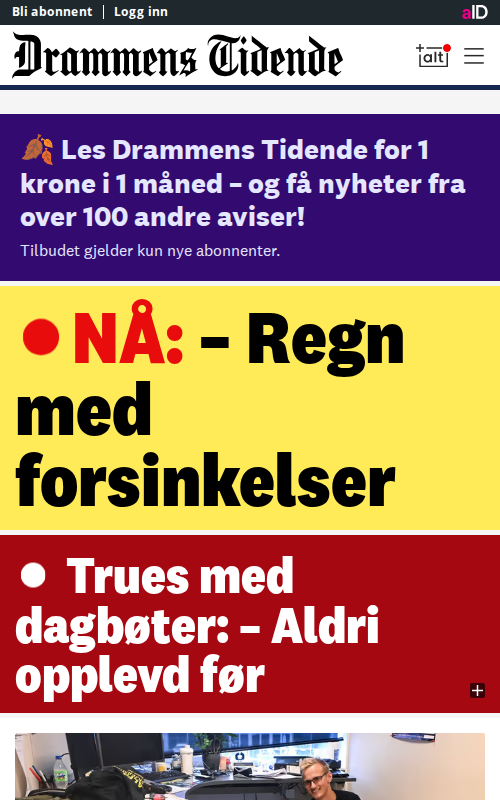 Bli abonnent | Logg inn
aID
Drammens Tidende
+alt
🍂 Les Drammens Tidende for 1
krone i 1 måned – og få nyheter fra
over 100 andre aviser!
Tilbudet gjelder kun nye abonnenter.
NÅ: – Regn
med
forsinkelser
Trues med
dagbøter: – Aldri
opplevd før